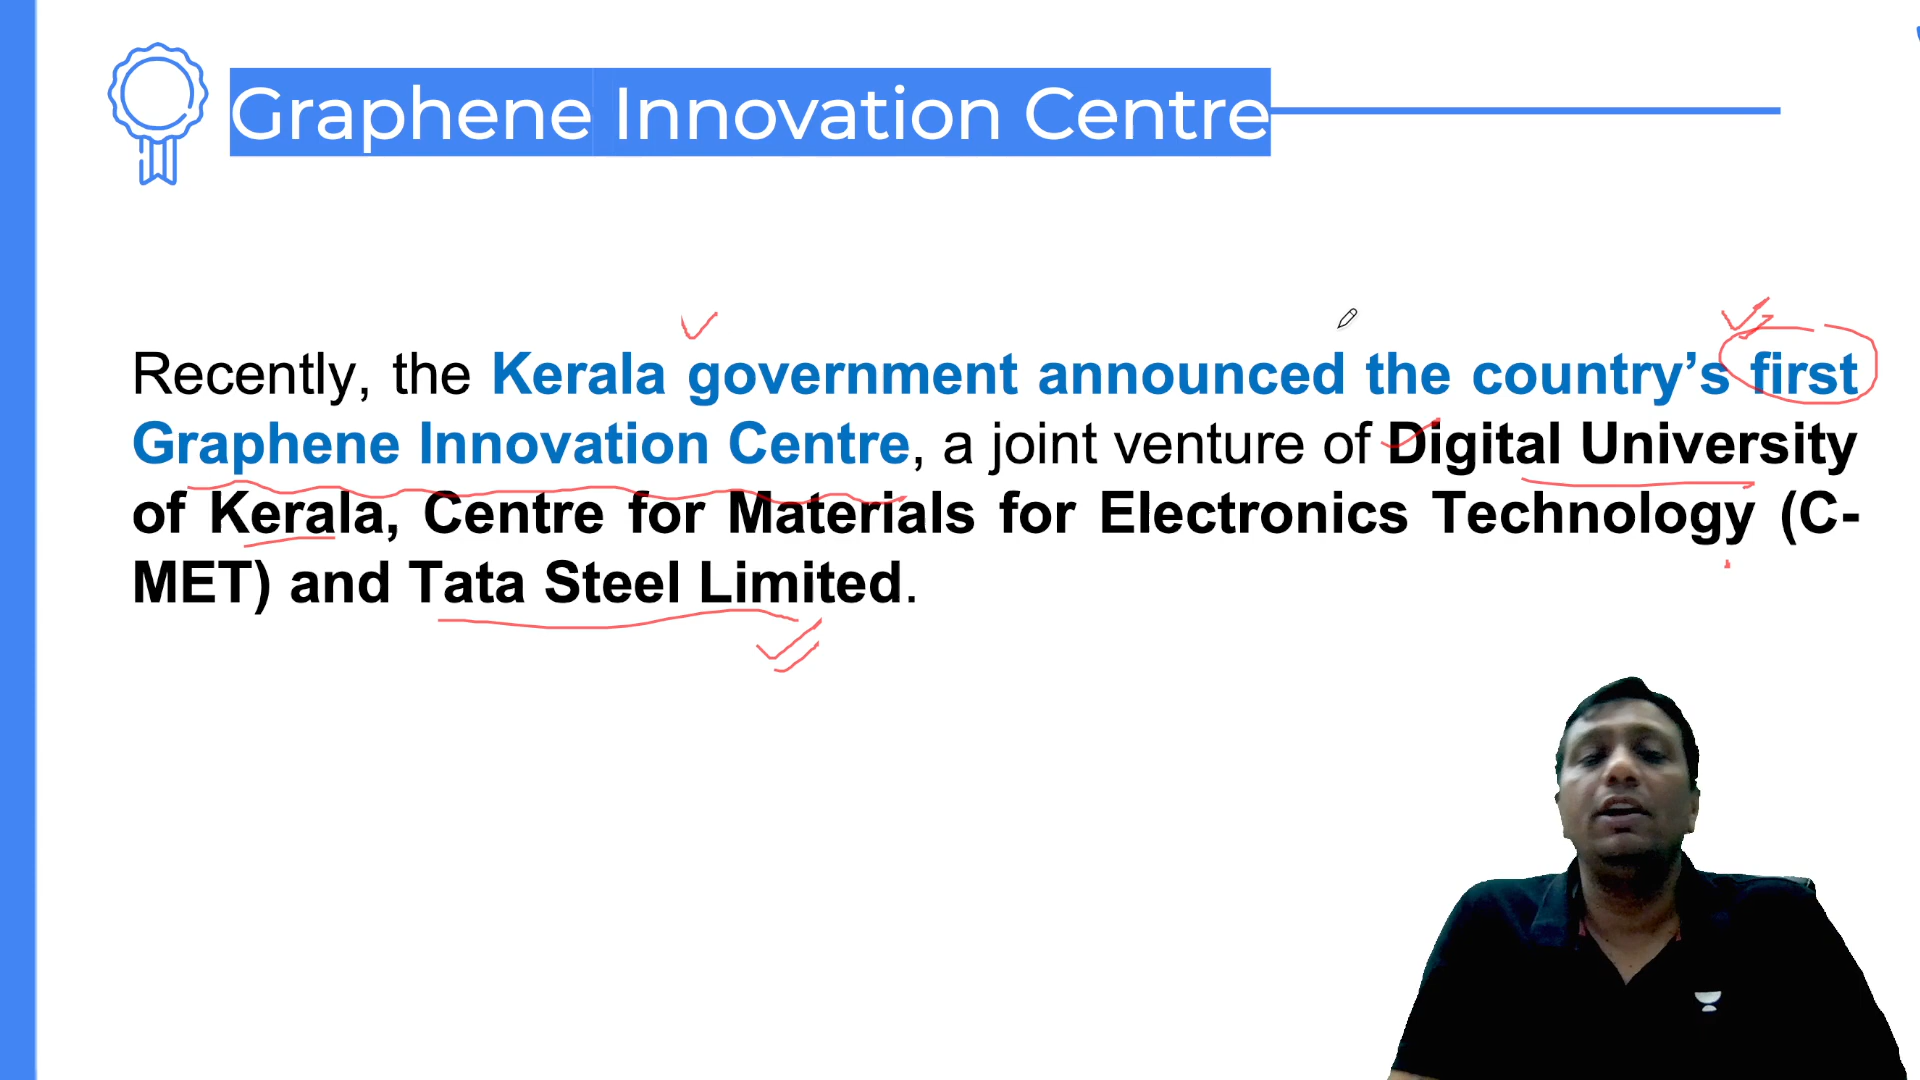 Graphene Innovation Centre
Recently, the Kerala government announced the country’s first
Graphene Innovation Centre, a joint venture of Digital University
of Kerala, Centre for Materials for Electronics Technology (C-
MET) and Tata Steel Limited.